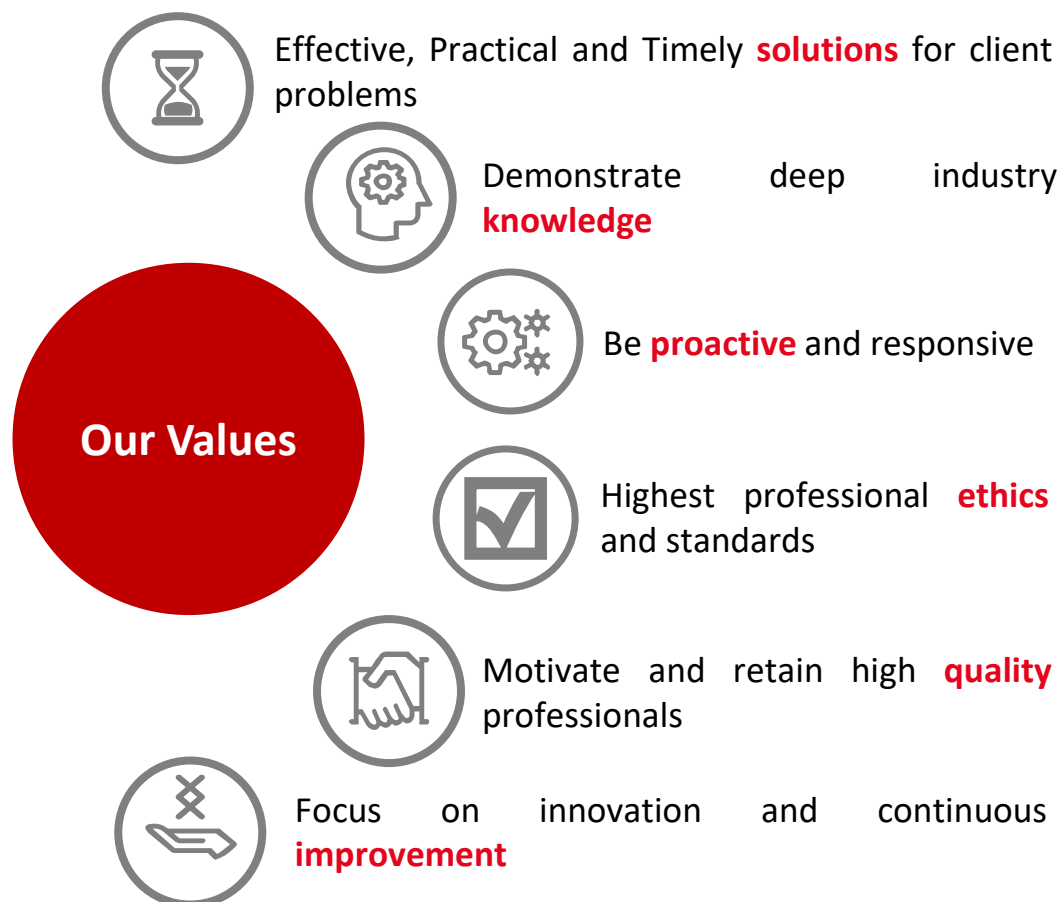 Effective, Practical and Timely solutions for client
problems
Demonstrate deep industry
knowledge
Be proactive and responsive
Our Values
Highest professional ethics
and standards
Motivate and retain high quality
professionals
Focus on innovation and continuous
improvement